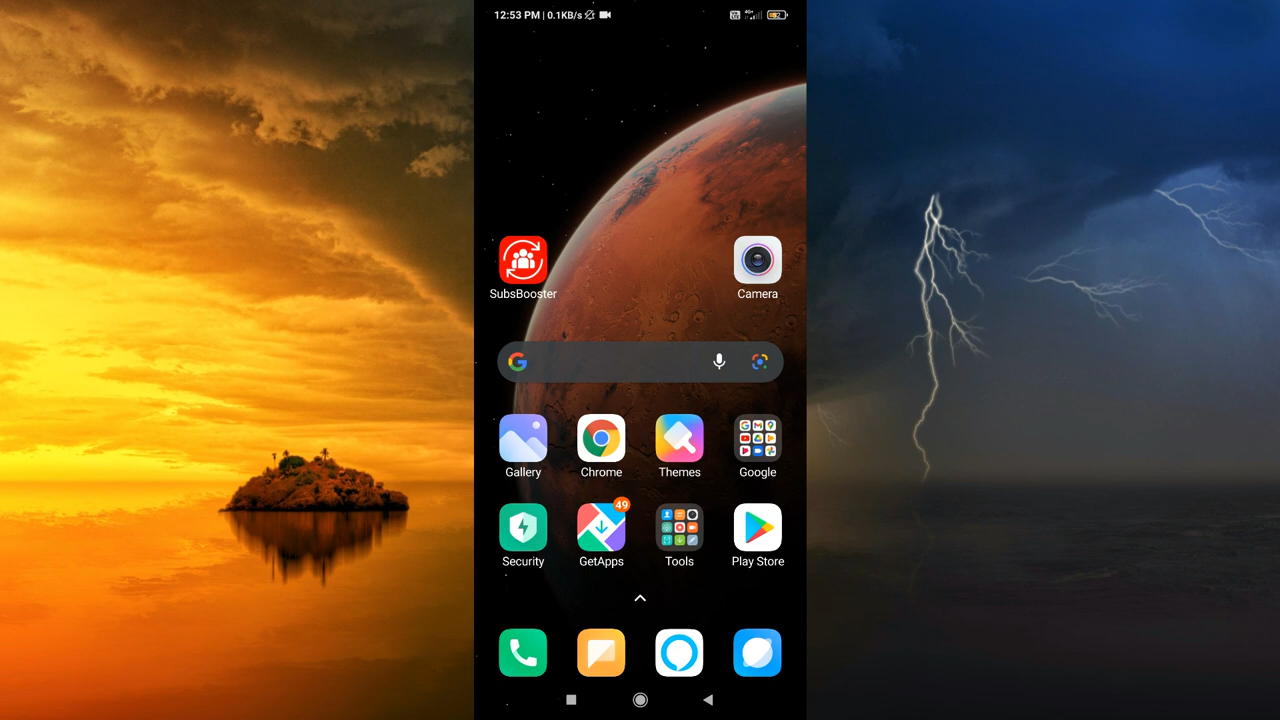 12:53 PM | 0.1KB/s
SubsBooster
Camera
Gallery
Chrome
Themes
Google
49
Security
GetApps
Tools
Play Store